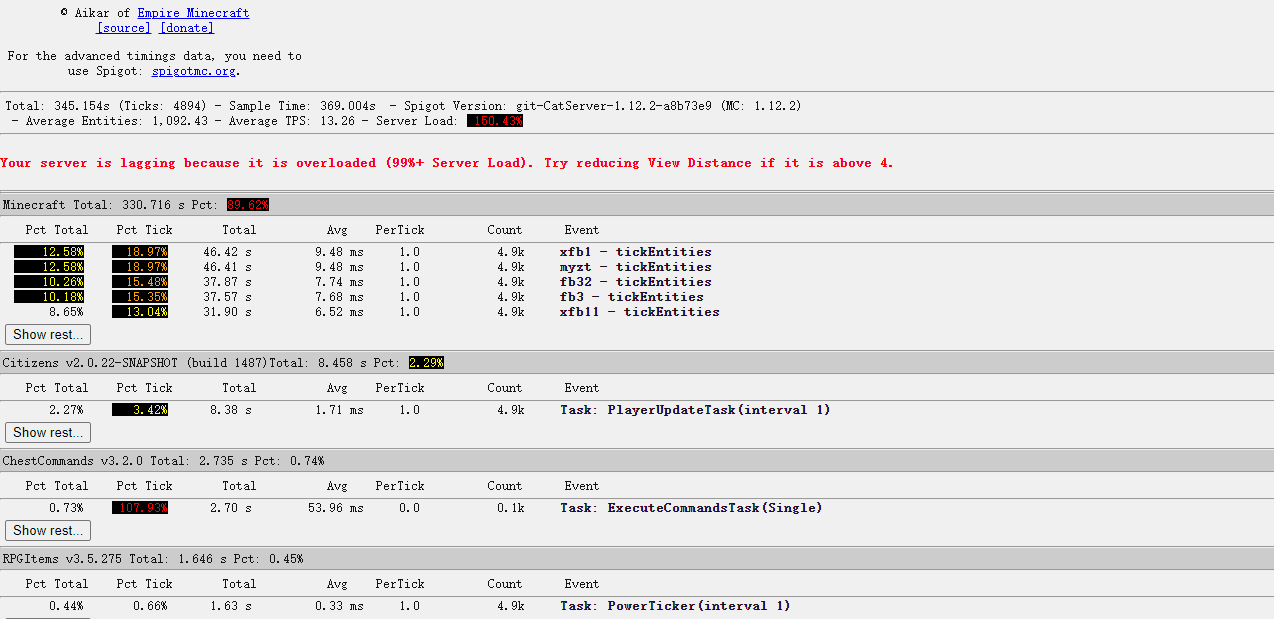 © Aikar of Empire Minecraft
[source] [donate]
For the advanced timings data, you need to
use Spigot: spigotmc.org.
Total: 345.154s (Ticks: 4894) - Sample Time: 369.004s - Spigot Version: git-CatServer-1.12.2-a8b73e9 (MC: 1.12.2)
- Average Entities: 1,092.43 - Average TPS: 13.26 - Server Load: 150.43%
Your server is lagging because it is overloaded (99%+ Server Load). Try reducing View Distance if it is above 4.
Minecraft Total: 330.716 s Pct: 89.62%
Pct Total Pct Tick Total Avg PerTick Count Event
12.58% 18.97% 46.42 s 9.48 ms 1.0 4.9k xfb1 - tickEntities
12.58% 18.97% 46.41 s 9.48 ms 1.0 4.9k myzt - tickEntities
10.26% 15.48% 37.87 s 7.74 ms 1.0 4.9k fb32 - tickEntities
10.18% 15.35% 37.57 s 7.68 ms 1.0 4.9k fb3 - tickEntities
8.65% 13.04% 31.90 s 6.52 ms 1.0 4.9k xfb11 - tickEntities
Show rest...
Citizens v2.0.22-SNAPSHOT (build 1487)Total: 8.458 s Pct: 2.29%
Pct Total Pct Tick Total Avg PerTick Count Event
2.27% 3.42% 8.38 s 1.71 ms 1.0 4.9k Task: PlayerUpdateTask(interval 1)
Show rest...
ChestCommands v3.2.0 Total: 2.735 s Pct: 0.74%
Pct Total Pct Tick Total Avg PerTick Count Event
0.73% 107.93% 2.70 s 53.96 ms 0.0 0.1k Task: ExecuteCommandsTask(Single)
Show rest...
RPGItems v3.5.275 Total: 1.646 s Pct: 0.45%
Pct Total Pct Tick Total Avg PerTick Count Event
0.44% 0.66% 1.63 s 0.33 ms 1.0 4.9k Task: PowerTicker(interval 1)